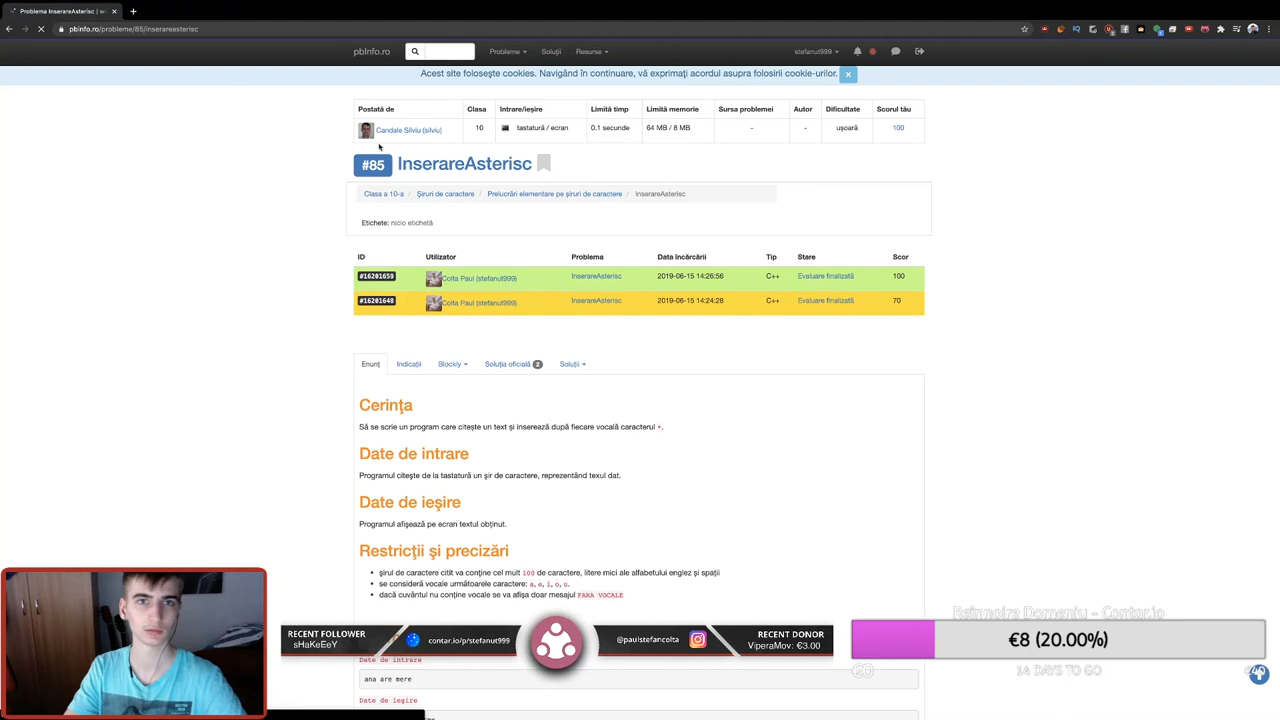 Problema InserareAsterisc | 
pbinfo.ro/probleme/85/inserareasterisc
pbinfo.ro
Probleme
Soluții
Resurse
stefanut999
Acest site folosește cookies. Navigând în continuare, vă exprimați acordul asupra folosirii cookie-urilor.
×
Postată de Clasa Intrare/ieșire Limită timp Limită memorie Sursa problemei Autor Dificultate Scorul tău
Candale Silviu (silviu) 10 tastatură / ecran 0.1 secunde 64 MB / 8 MB - - ușoară 100
#85 InserareAsterisc
Clasa a 10-a / Șiruri de caractere / Prelucrări elementare pe șiruri de caractere / InserareAsterisc
Etichete: nicio etichetă
ID Utilizator Problema Data încărcării Tip Stare Scor
#16201659 Colta Paul (stefanut999) InserareAsterisc 2019-06-15 14:26:56 C++ Evaluare finalizată 100
#16201648 Colta Paul (stefanut999) InserareAsterisc 2019-06-15 14:24:28 C++ Evaluare finalizată 70
Enunț Indicații Blockly Soluția oficială 2 Soluții
Cerința
Să se scrie un program care citește un text și inserează după fiecare vocală caracterul *.
Date de intrare
Programul citește de la tastatură un șir de caractere, reprezentând texul dat.
Date de ieșire
Programul afișează pe ecran textul obținut.
Restricții și precizări
șirul de caractere citit va conține cel mult 100 de caractere, litere mici ale alfabetului englez și spații
se consideră vocale următoarele caractere: a, e, i, o, u.
dacă cuvântul nu conține vocale se va afișa doar mesajul FARA VOCALE
Reînnoire Domeniu - Contor.io
RECENT FOLLOWER
sHaKeEeY
contar.io/p/stefanut999
@paulstefancolta
RECENT DONOR
ViperaMov: €3.00
€8 (20.00%)
€0
14 DAYS TO GO
Date de intrare
ana are mere
Date de ieșire